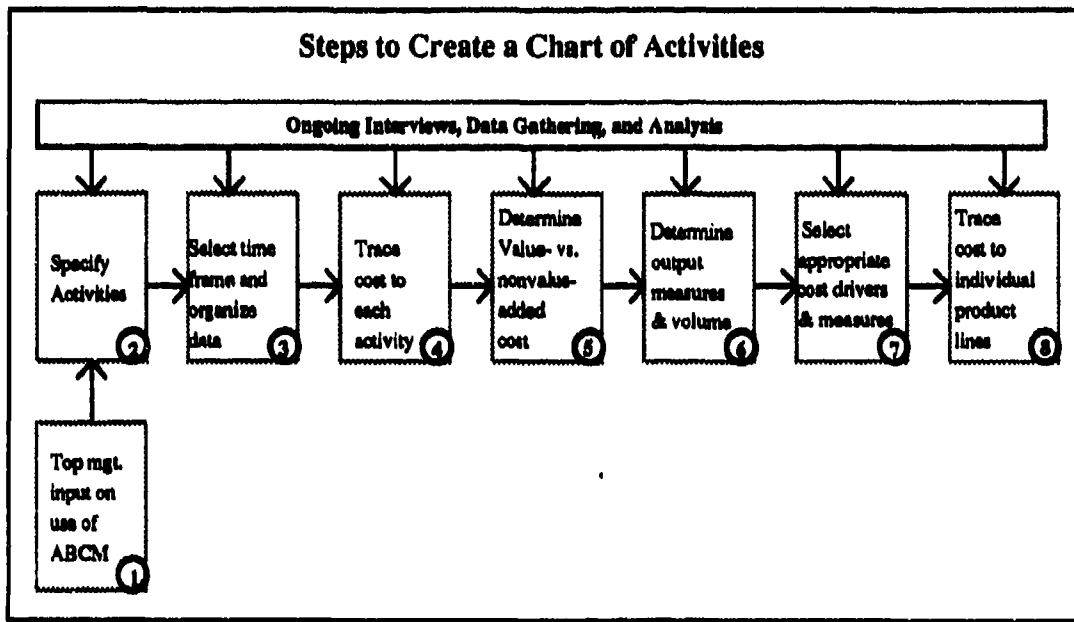 Steps to Create a Chart of Activities
Ongoing Interviews, Data Gathering, and Analysis
Specify
Activities
2
Select time
frame and
organize
data
3
Trace
cost to
each
activity
4
Determine
Value- vs.
nonvalue-
added
cost
5
Determine
output
measures
& volume
6
Select
appropriate
cost drivers
& measures
7
Trace
cost to
individual
product
lines
8
Top mgt.
input on
use of
ABCM
1